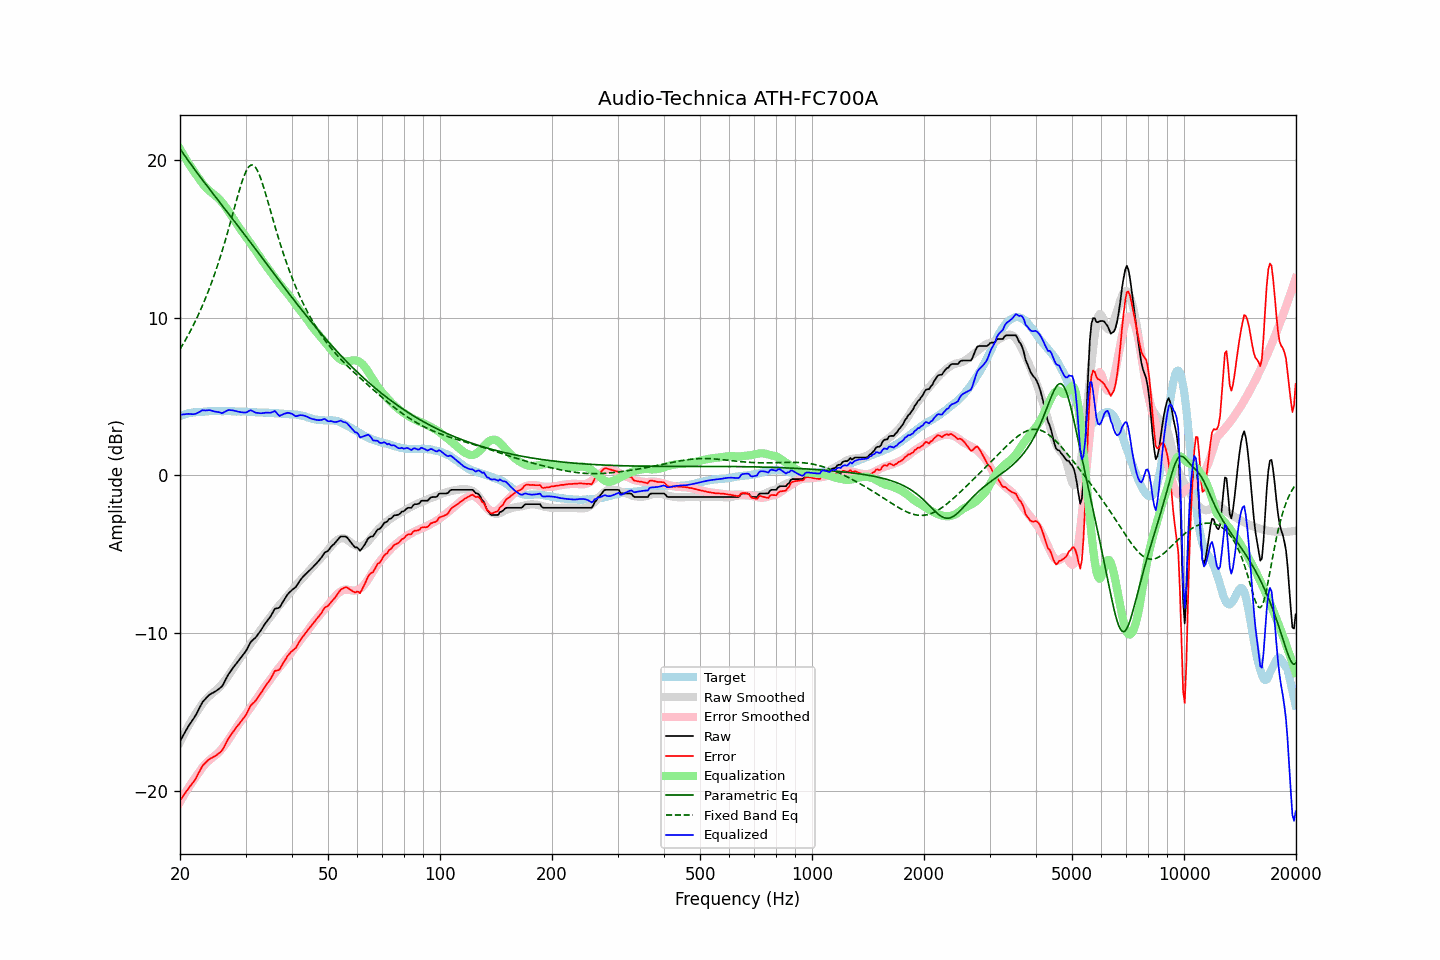 Audio-Technica ATH-FC700A
Amplitude (dBr)
20
10
0
−10
−20
20
50
100
200
500
1000
2000
5000
10000
20000
Frequency (Hz)
Target
Raw Smoothed
Error Smoothed
Raw
Error
Equalization
Parametric Eq
Fixed Band Eq
Equalized